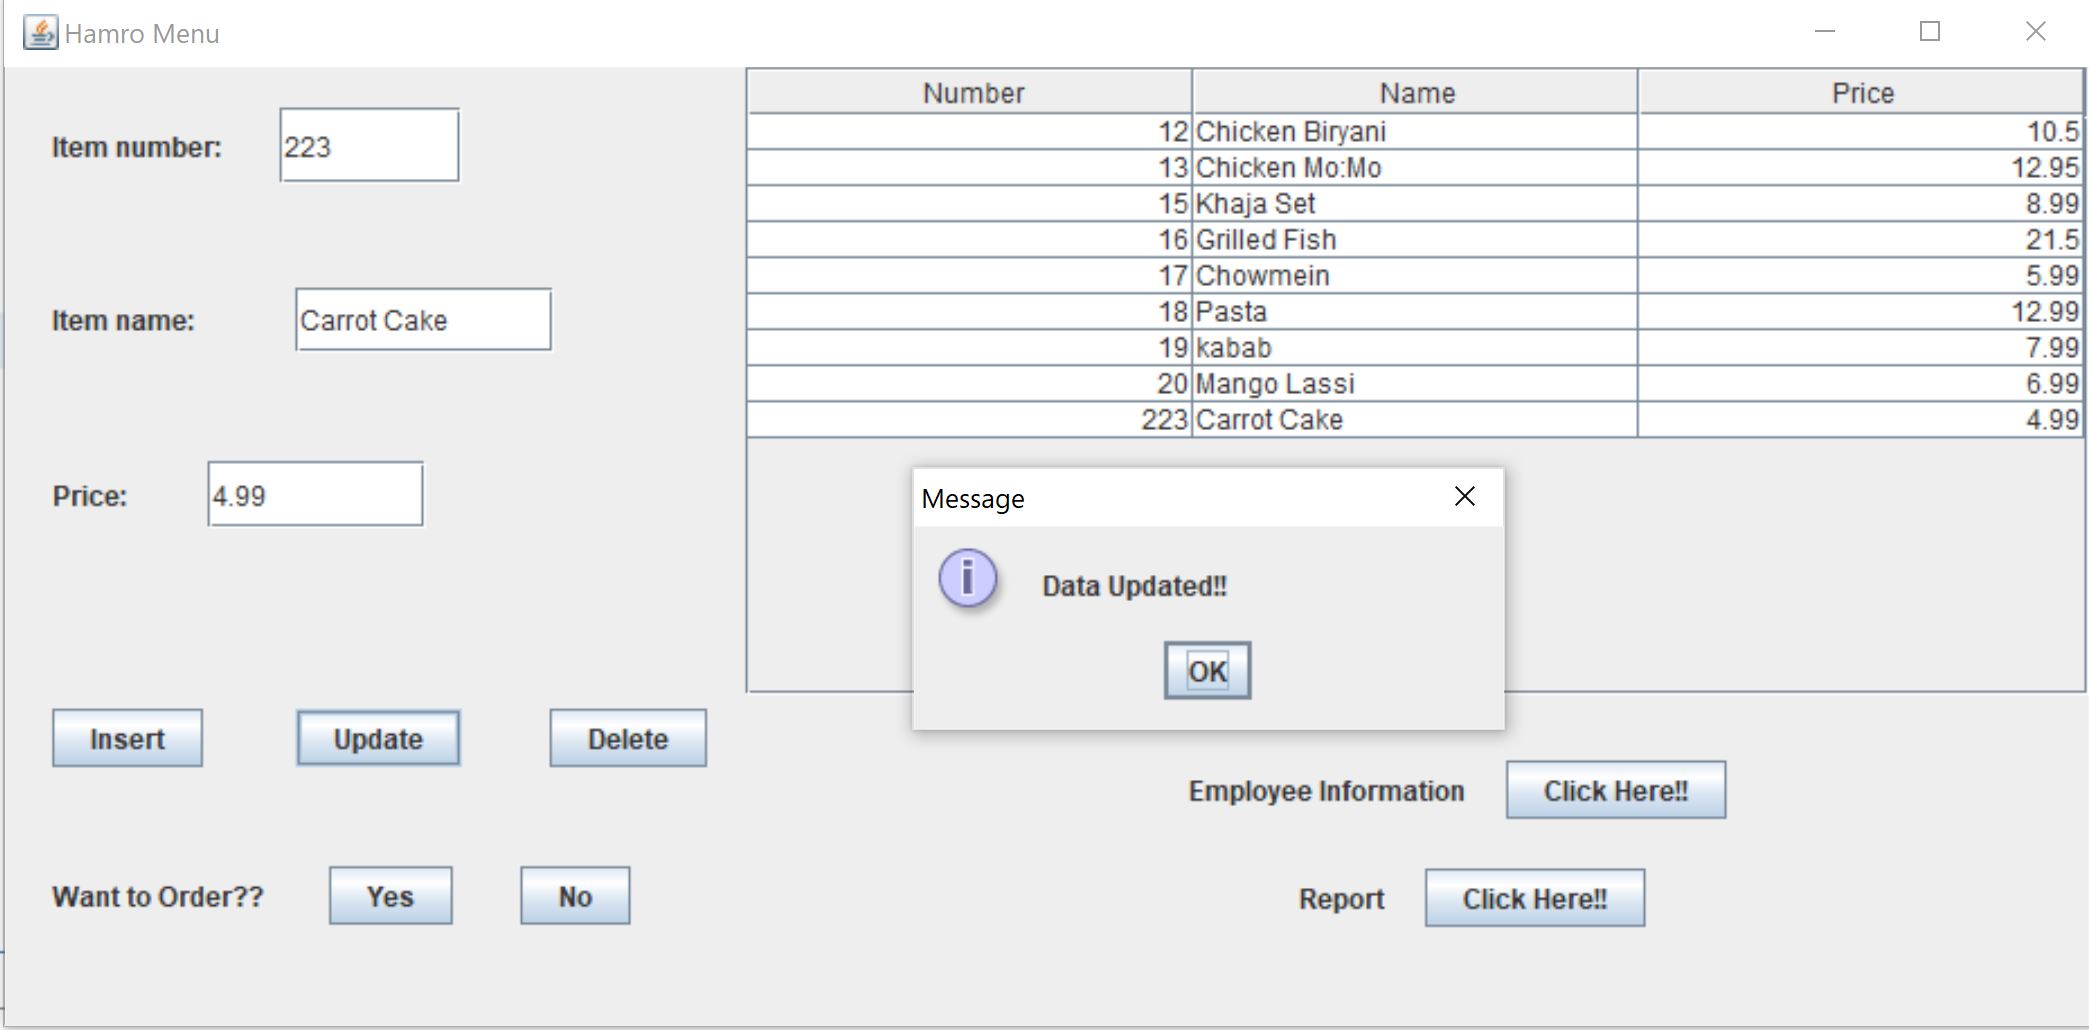 Hamro Menu
Item number: 223
Item name: Carrot Cake
Price: 4.99
Insert Update Delete
Want to Order?? Yes No
Number Name Price
12 Chicken Biryani 10.5
13 Chicken Mo:Mo 12.95
15 Khaja Set 8.99
16 Grilled Fish 21.5
17 Chowmein 5.99
18 Pasta 12.99
19 kabab 7.99
20 Mango Lassi 6.99
223 Carrot Cake 4.99
Message
Data Updated!!
OK
Employee Information Click Here!!
Report Click Here!!